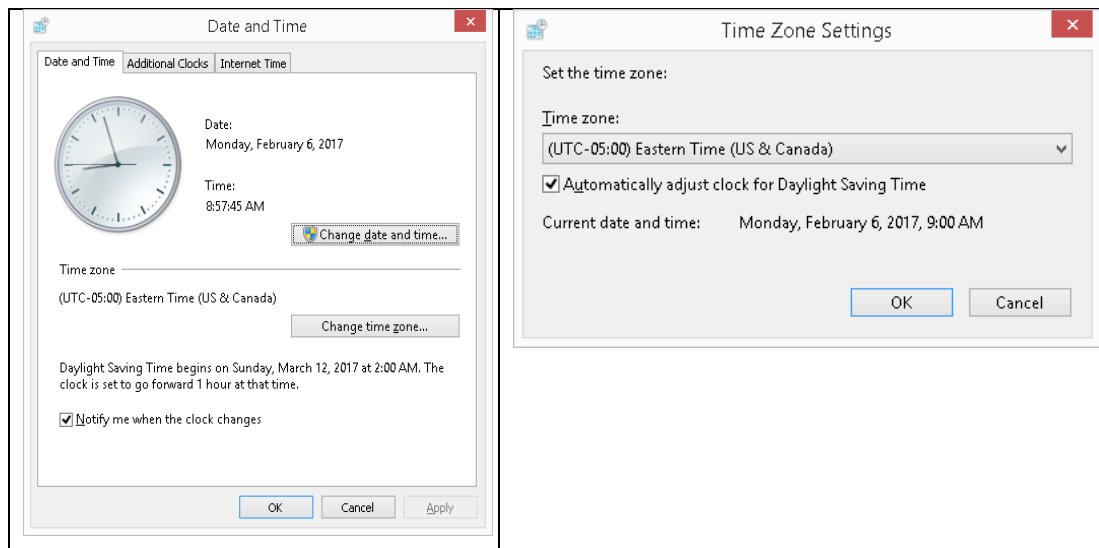 Date and Time
Date and Time
Additional Clocks
Internet Time
Date:
Monday, February 6, 2017
Time:
8:57:45 AM
Change date and time...
Time zone
(UTC-05:00) Eastern Time (US & Canada)
Change time zone...
Daylight Saving Time begins on Sunday, March 12, 2017 at 2:00 AM. The
clock is set to go forward 1 hour at that time.
Notify me when the clock changes
OK
Cancel
Apply
Time Zone Settings
Set the time zone:
Time zone:
(UTC-05:00) Eastern Time (US & Canada)
Automatically adjust clock for Daylight Saving Time
Current date and time: Monday, February 6, 2017, 9:00 AM
OK
Cancel